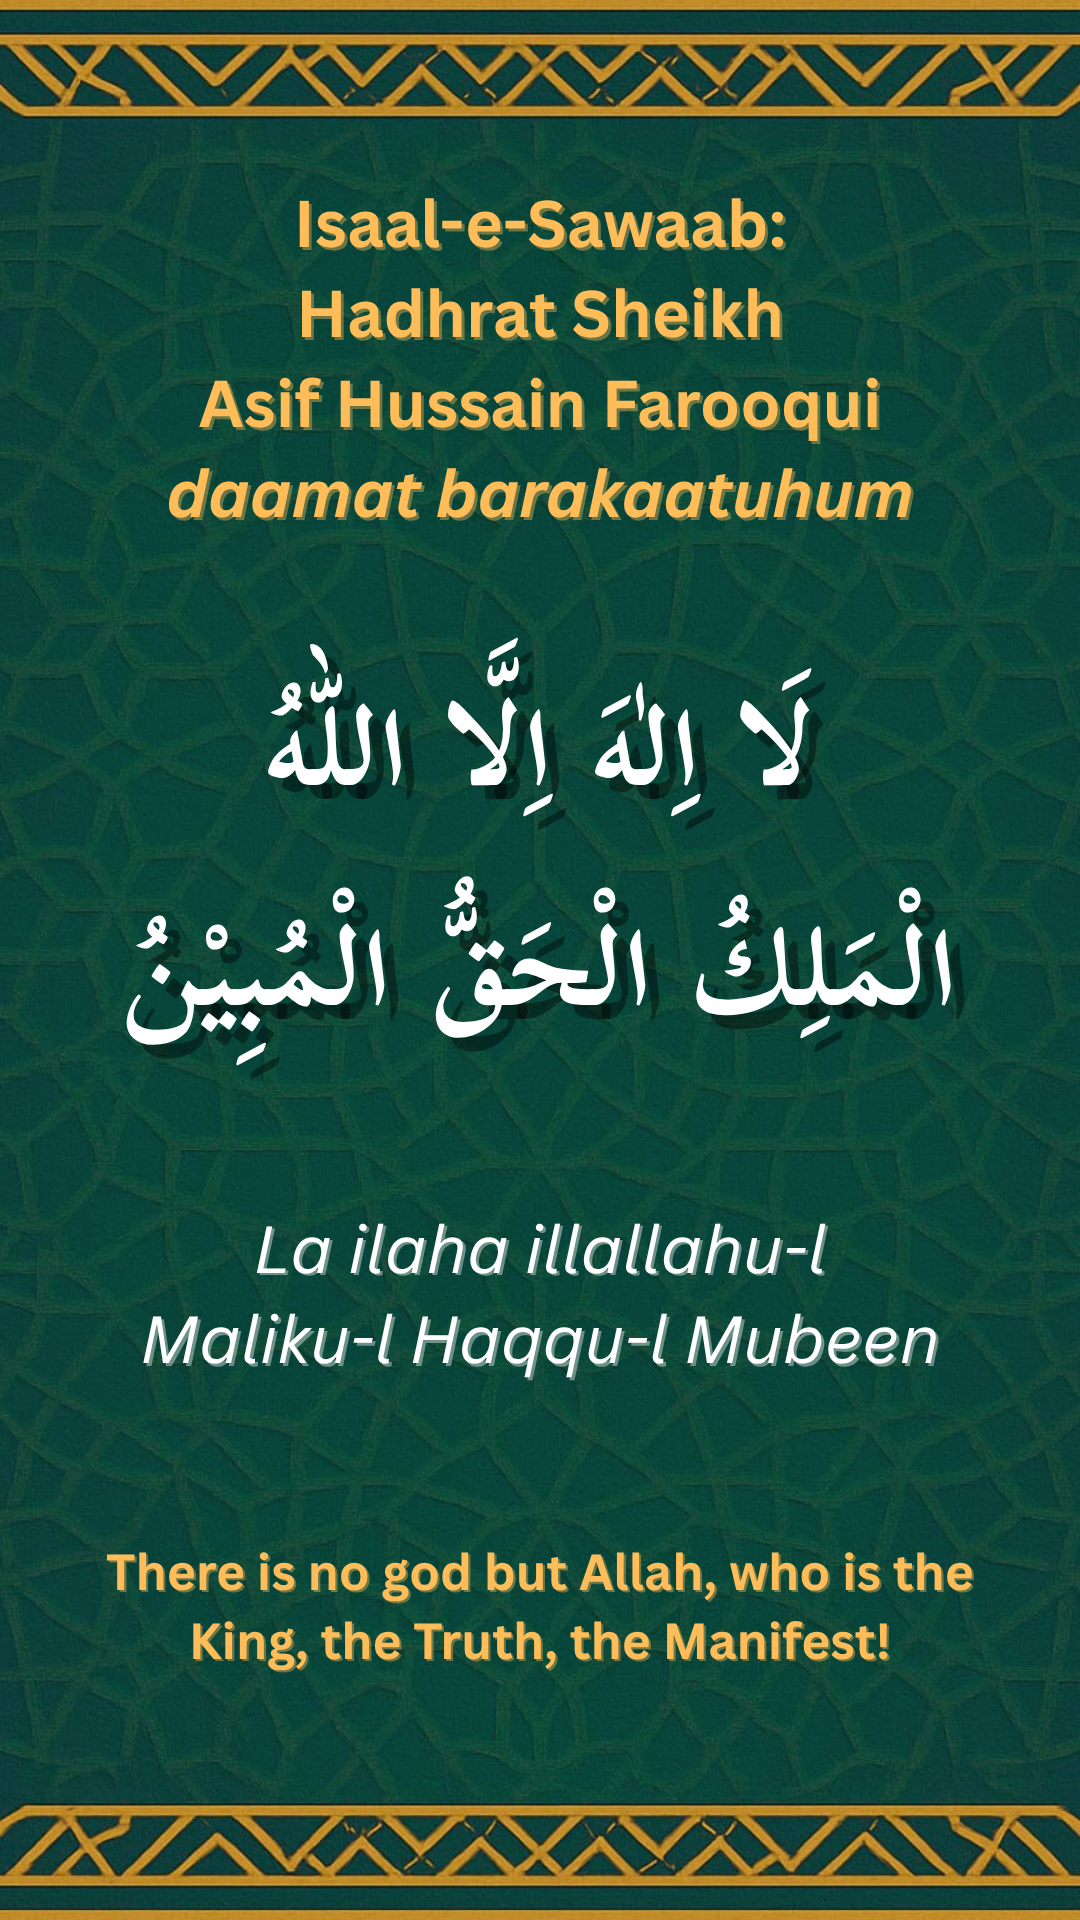 Isaal-e-Sawaab:
Hadhrat Sheikh
Asif Hussain Farooqui
daamat barakaatuhum
لَا اِلٰهَ اِلَّا اللّٰهُ
الْمَلِكُ الْحَقُّ الْمُبِيْنُ
La ilaha illallahu-l
Maliku-l Haqqu-l Mubeen
There is no god but Allah, who is the
King, the Truth, the Manifest!